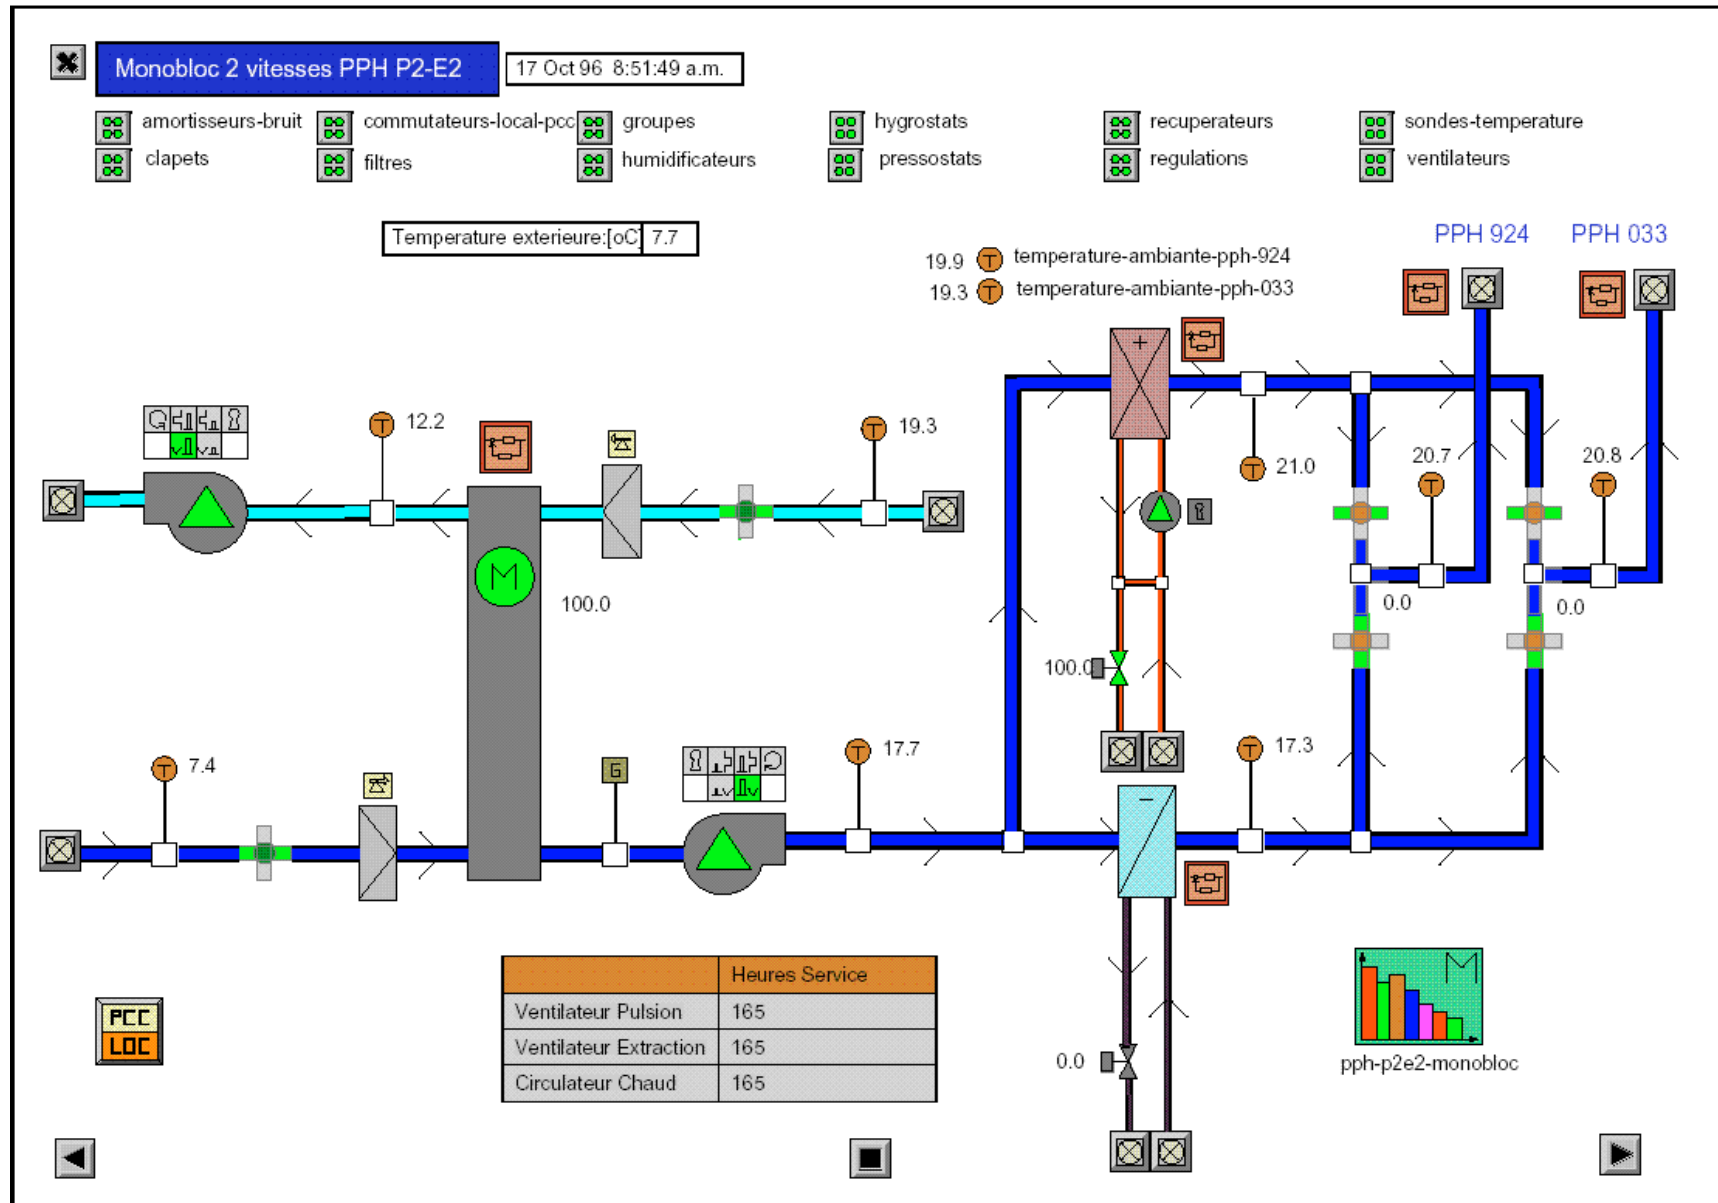 Monobloc 2 vitesses PPH P2-E2
17 Oct 96 8:51:49 a.m.
amortisseurs-bruit
commutateurs-local-pcc
groupes
hygrostats
recuperateurs
sondes-temperature
clapets
filtres
humidificateurs
pressostats
regulations
ventilateurs
Temperature exterieure:[oC] 7.7
PPH 924
PPH 033
19.9 T temperature-ambiante-pph-924
19.3 T temperature-ambiante-pph-033
+
T 12.2
T 19.3
T 21.0
20.7
T
20.8
T
M
100.0
0.0
0.0
100.0
T 7.4
G
T 17.7
T 17.3
-
Heures Service
Ventilateur Pulsion 165
Ventilateur Extraction 165
Circulateur Chaud 165
PCC
LOC
0.0
M
pph-p2e2-monobloc